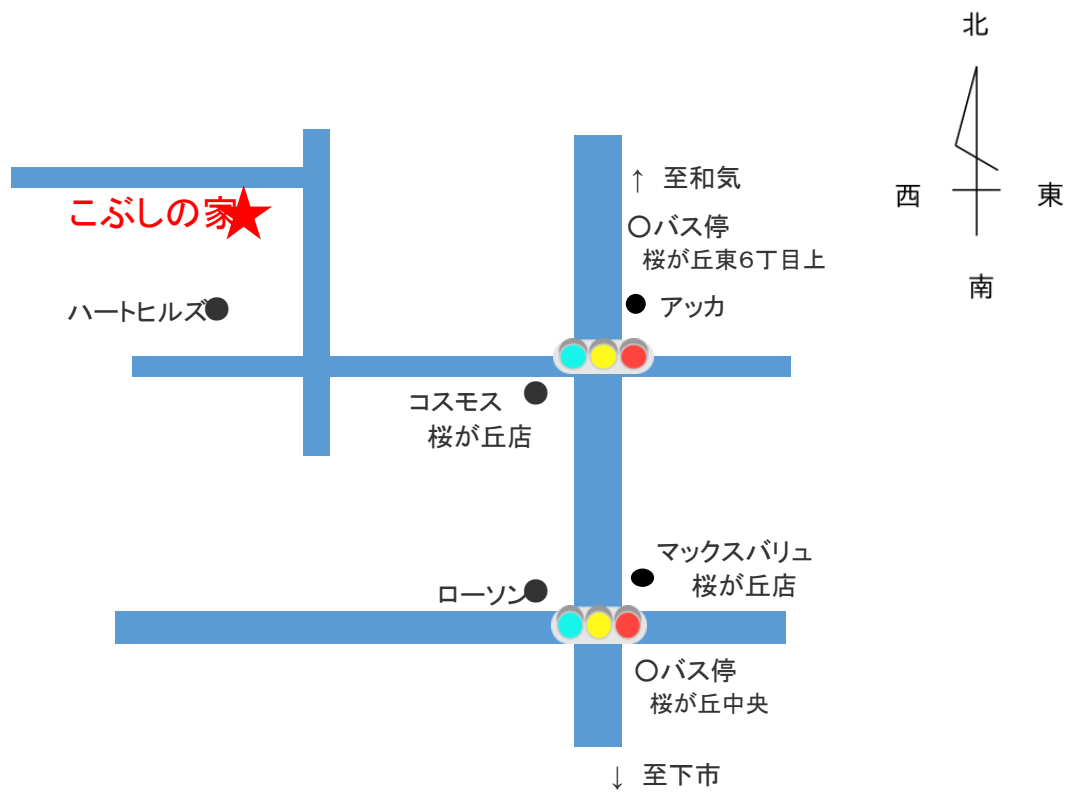 北
↑ 至和気
西
東
こぶしの家
○バス停
桜が丘東6丁目上
南
ハートヒルズ
アッカ
コスモス
桜が丘店
マックスバリュ
桜が丘店
ローソン
○バス停
桜が丘中央
↓ 至下市